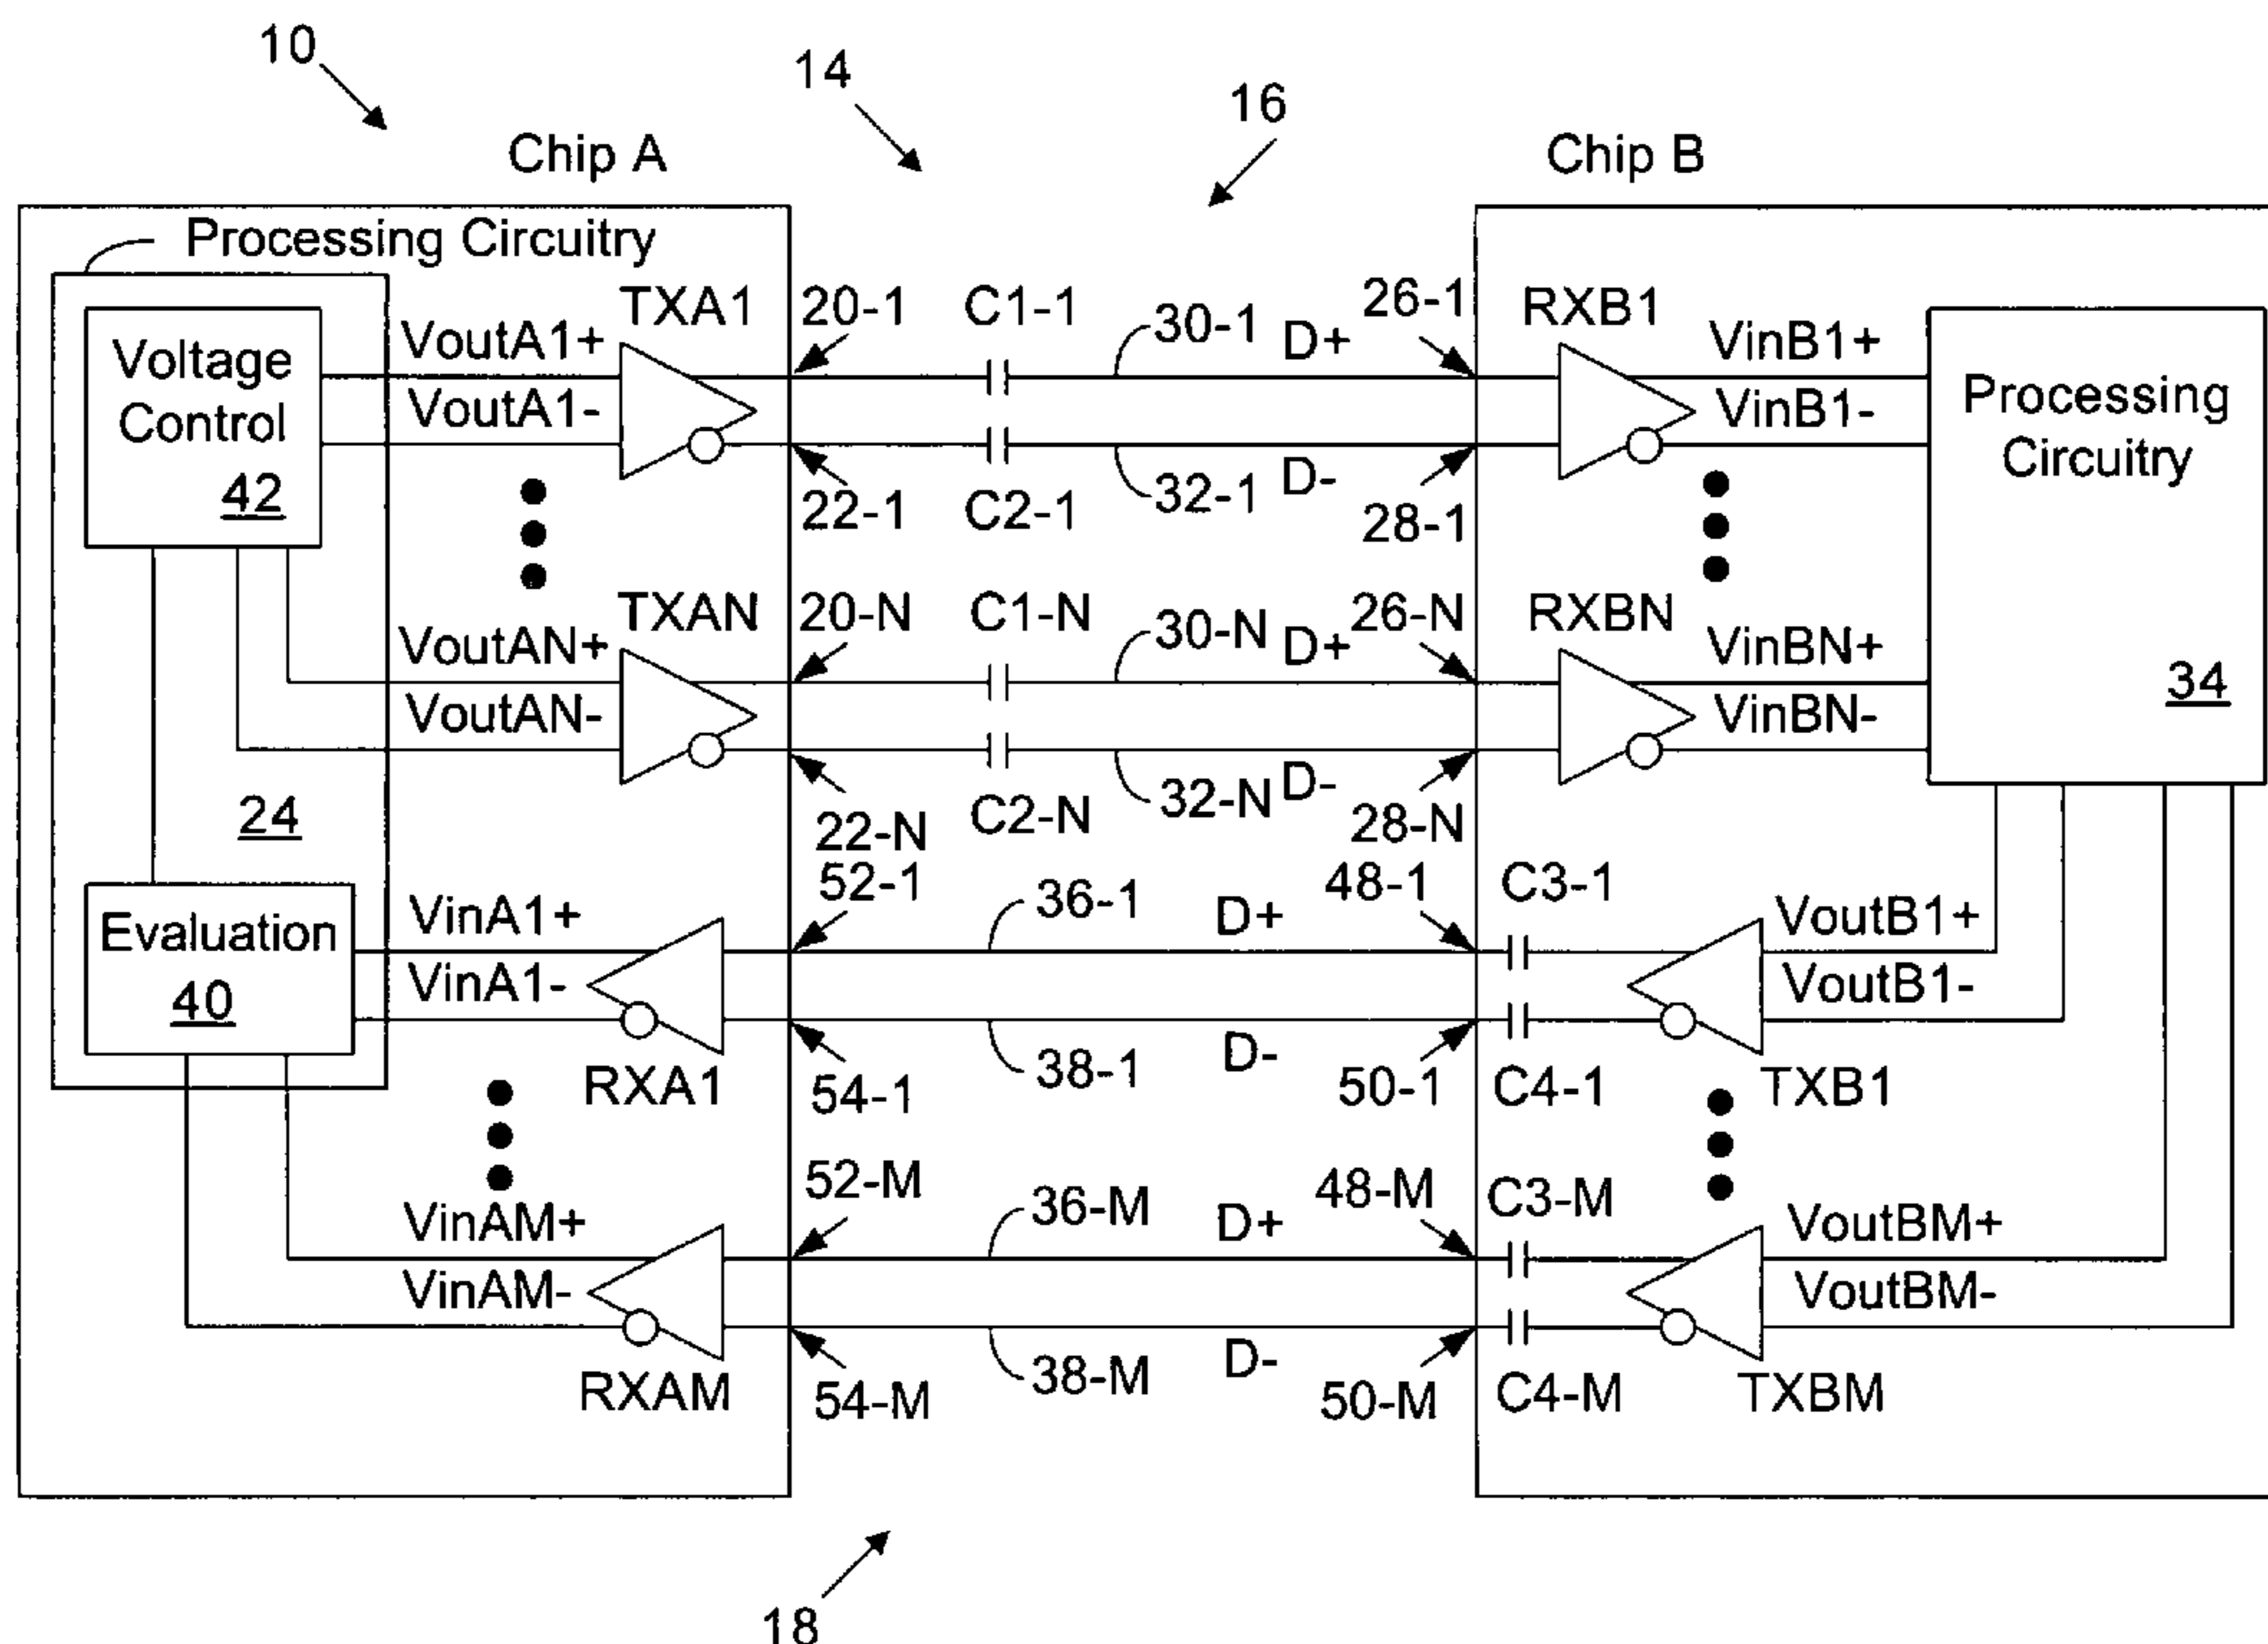 10
14
16
Chip A
Chip B
Processing Circuitry
TXA1
20-1
C1-1
30-1
D+
26-1
RXB1
VoutA1+
VinB1+
Voltage
Control
42
VoutA1-
VinB1-
Processing
Circuitry
22-1
C2-1
32-1
D-
28-1
TXAN
20-N
C1-N
30-N
D+
26-N
RXBN
VoutAN+
VinBN+
VoutAN-
VinBN-
34
24
22-N
C2-N
32-N
D-
28-N
52-1
48-1
C3-1
36-1
D+
VinA1+
VoutB1+
Evaluation
40
VinA1-
VoutB1-
RXA1
54-1
38-1
D-
50-1
C4-1
TXB1
52-M
48-M
C3-M
36-M
D+
VinAM+
VoutBM+
VinAM-
VoutBM-
RXAM
54-M
38-M
D-
50-M
C4-M
TXBM
18